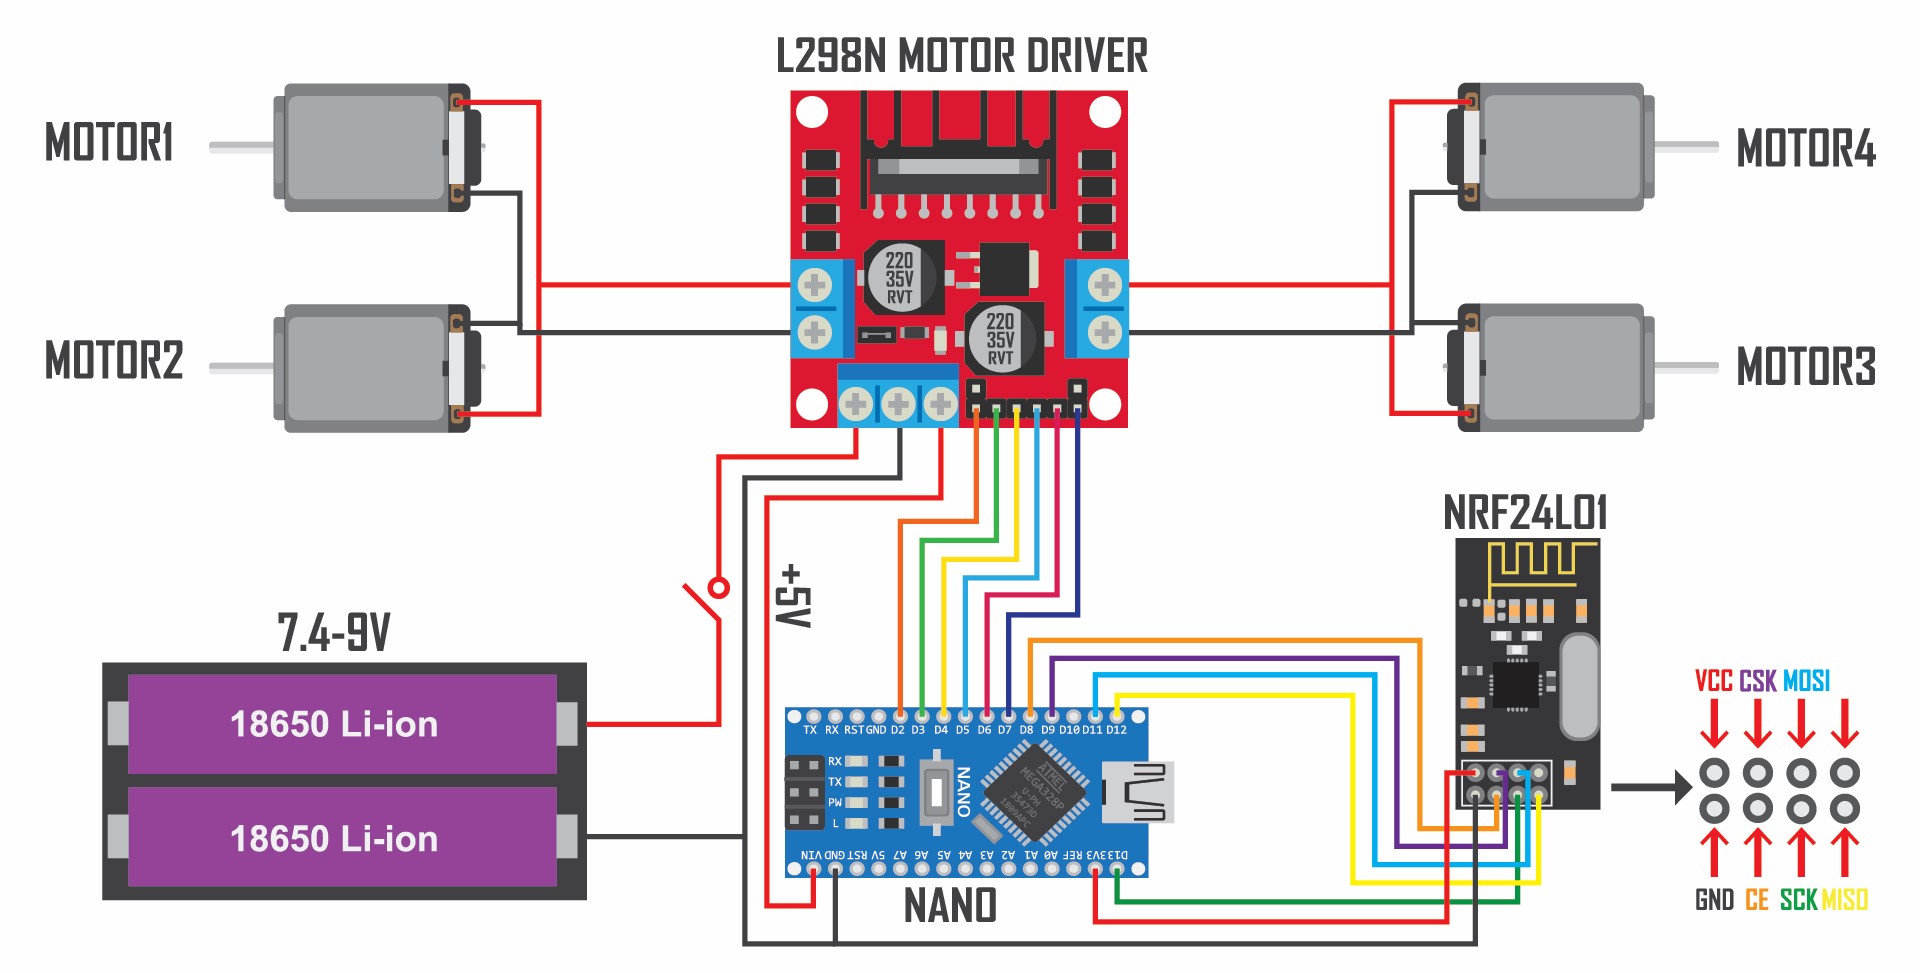 L298N MOTOR DRIVER
MOTOR1
MOTOR4
220
35V
RVT
220
35V
RVT
MOTOR2
MOTOR3
NRF24L01
+5V
7.4-9V
18650 Li-ion
18650 Li-ion
VCC CSK MOSI
GND CE SCK MISO
TX RX RST GND D2 D3 D4 D5 D6 D7 D8 D9 D10 D11 D12
RX
TX
PW
L
NANO
ATMEL
MEGA328P
U-PH
35473D
1809APC
VIN GND RST 5V A7 A6 A5 A4 A3 A2 A1 A0 REF 3V3 D13
NANO